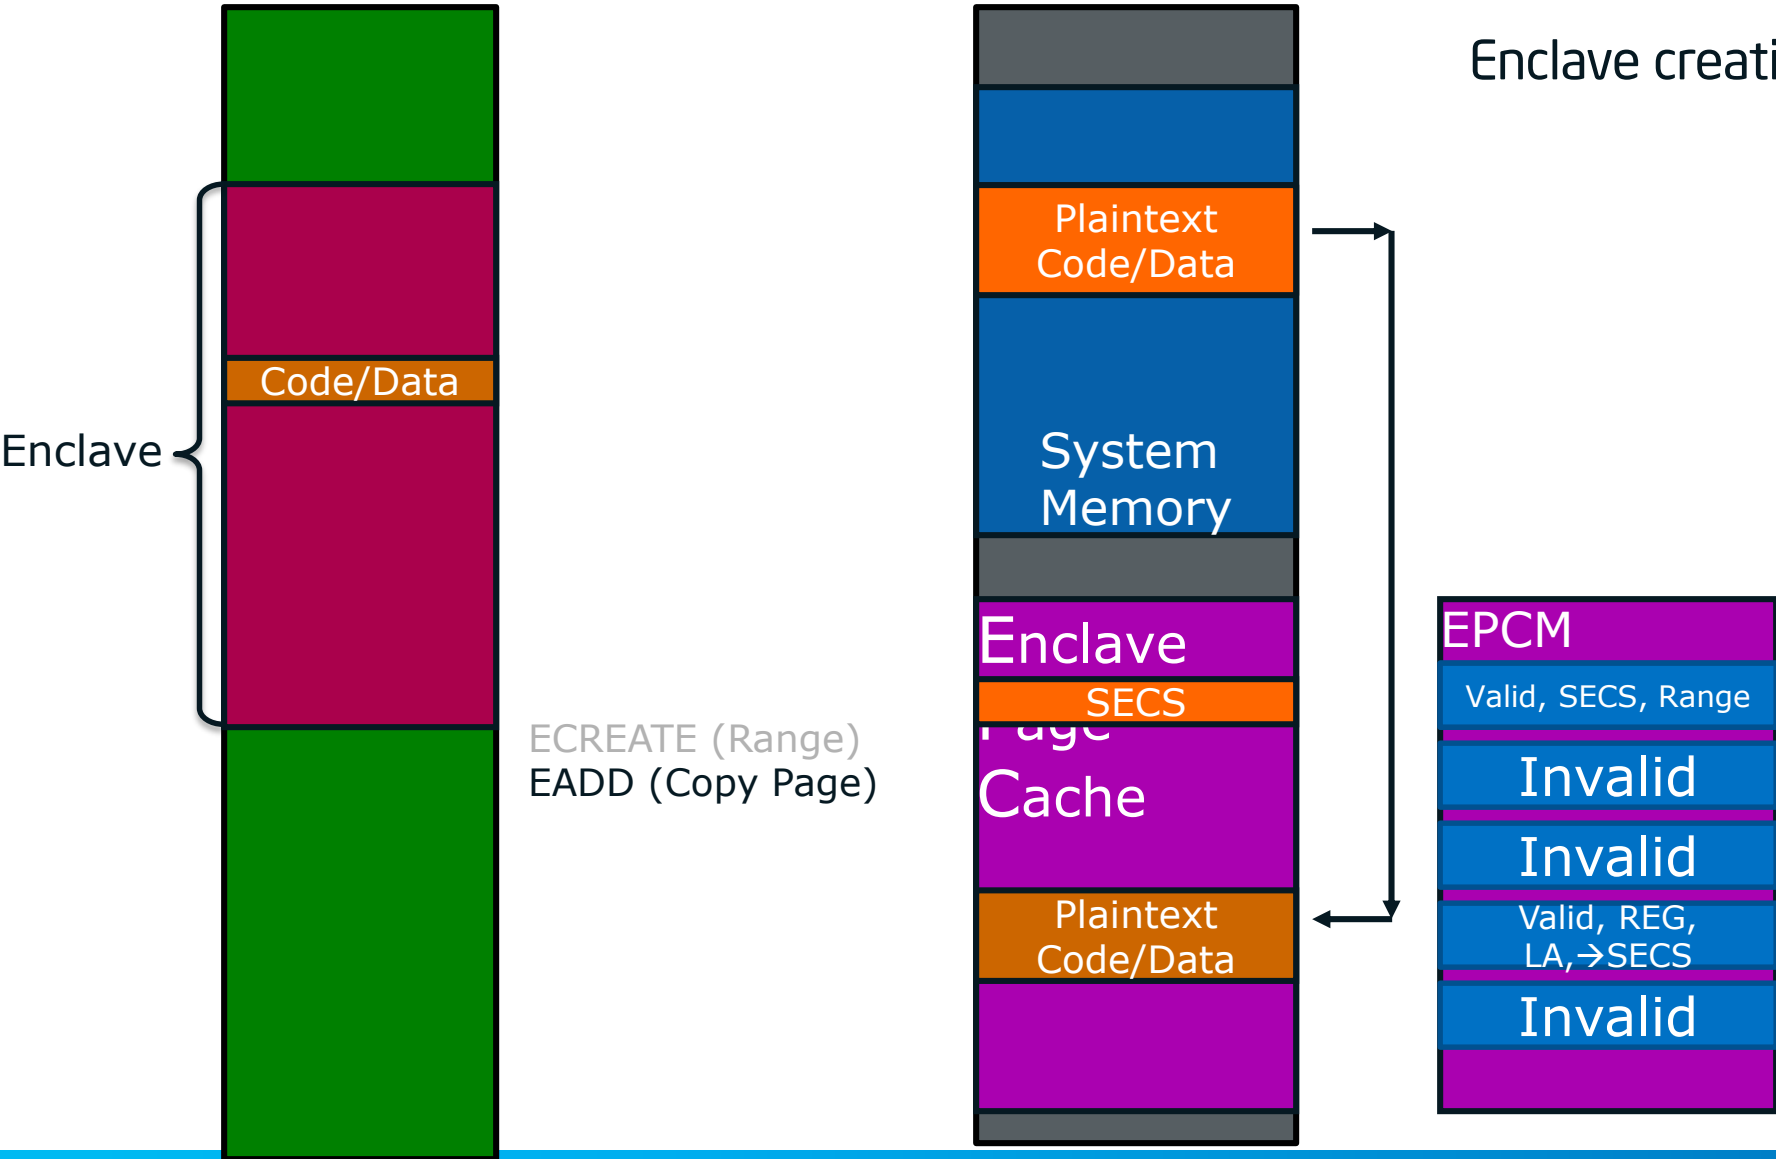 Enclave creati
Plaintext
Code/Data
Code/Data
Enclave
System
Memory
Enclave
SECS
Page
Cache
ECREATE (Range)
EADD (Copy Page)
Plaintext
Code/Data
EPCM
Valid, SECS, Range
Invalid
Invalid
Valid, REG,
LA,→SECS
Invalid